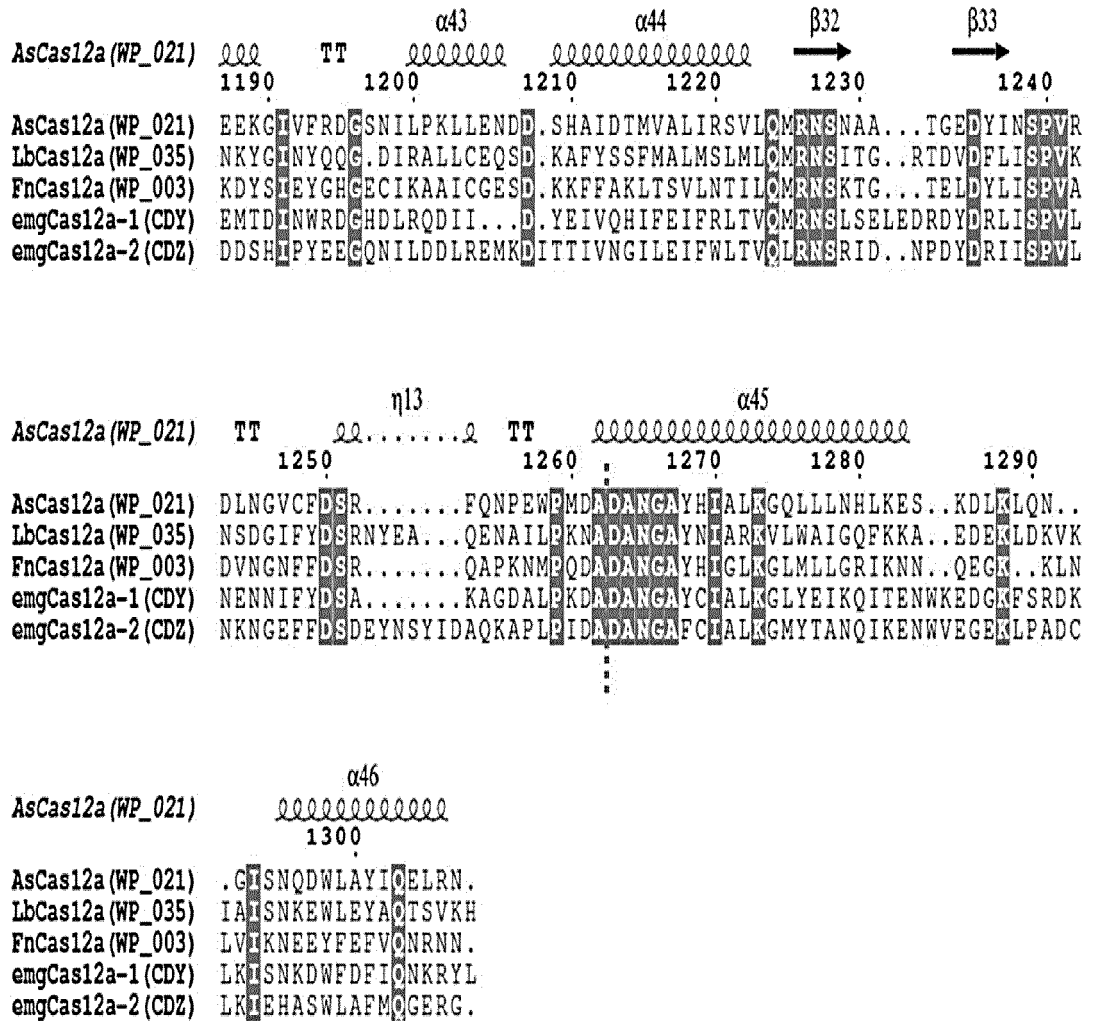 α43 α44 β32 β33
AsCas12a (WP_021) TT
1190 1200 1210 1220 1230 1240
AsCas12a (WP_021) EEKGIVFRDGSNILPKLLENDD.SHAIDTMVALIRSVLQMRNSNAA...TGEDYINSPVR
LbCas12a (WP_035) NKYGINYQQG.DIRALLCEQSDKAFYSSFMALMSLMLQMRNSITG..RTDVDFLISPVK
FnCas12a (WP_003) KDYSIEYGHGECIKAAICGESDKKFFAKLTSVLNTILQMRNSKTG...TELDYLISPVA
emgCas12a-1 (CDY) EMTDINWRDGHDLRQDII...D.YEIVQHIFEIFRLTVQMRNSLSELEDRDYDRLISPVL
emgCas12a-2 (CDZ) DDSHIPYEEGQNILDDLREMKDITTIVNGILEIFWLTVQLRNSRID..NPDYDRIISPVL
η13 α45
AsCas12a (WP_021) TT ....... TT
1250 1260 1270 1280 1290
AsCas12a (WP_021) DLNGVCFDSR.......FQNPEWPMDADANGAYHIALKGQLLLNHLKES..KDLKLQN..
LbCas12a (WP_035) NSDGIFYDSRNYEA...QENAILPKNADANGAYNIARKVLWAIGQFKKA..EDEKLDKVK
FnCas12a (WP_003) DVNGNFFDSR.......QAPKNMPQDADANGAYHIGLKGLMLLGRIKNN..QEGK..KLN
emgCas12a-1 (CDY) NENNIFYDSA.......KAGDALPKDADANGAYCIALKGLYEIKQITENWKEDGKFSRDK
emgCas12a-2 (CDZ) NKNGEFFDSDEYNSYIDAQKAPLPIDADANGAFCIALKGMYTANQIKENWVEGEKLPADC
α46
AsCas12a (WP_021)
1300
AsCas12a (WP_021) .GISNQDWLAYIQELRN.
LbCas12a (WP_035) IAISNKEWLEYAQTSVKH
FnCas12a (WP_003) LVIKNEEYFEFVQNRNN.
emgCas12a-1 (CDY) LKISNKDWFDFIQNKRYL
emgCas12a-2 (CDZ) LKIEHASWLAFMQGERG.